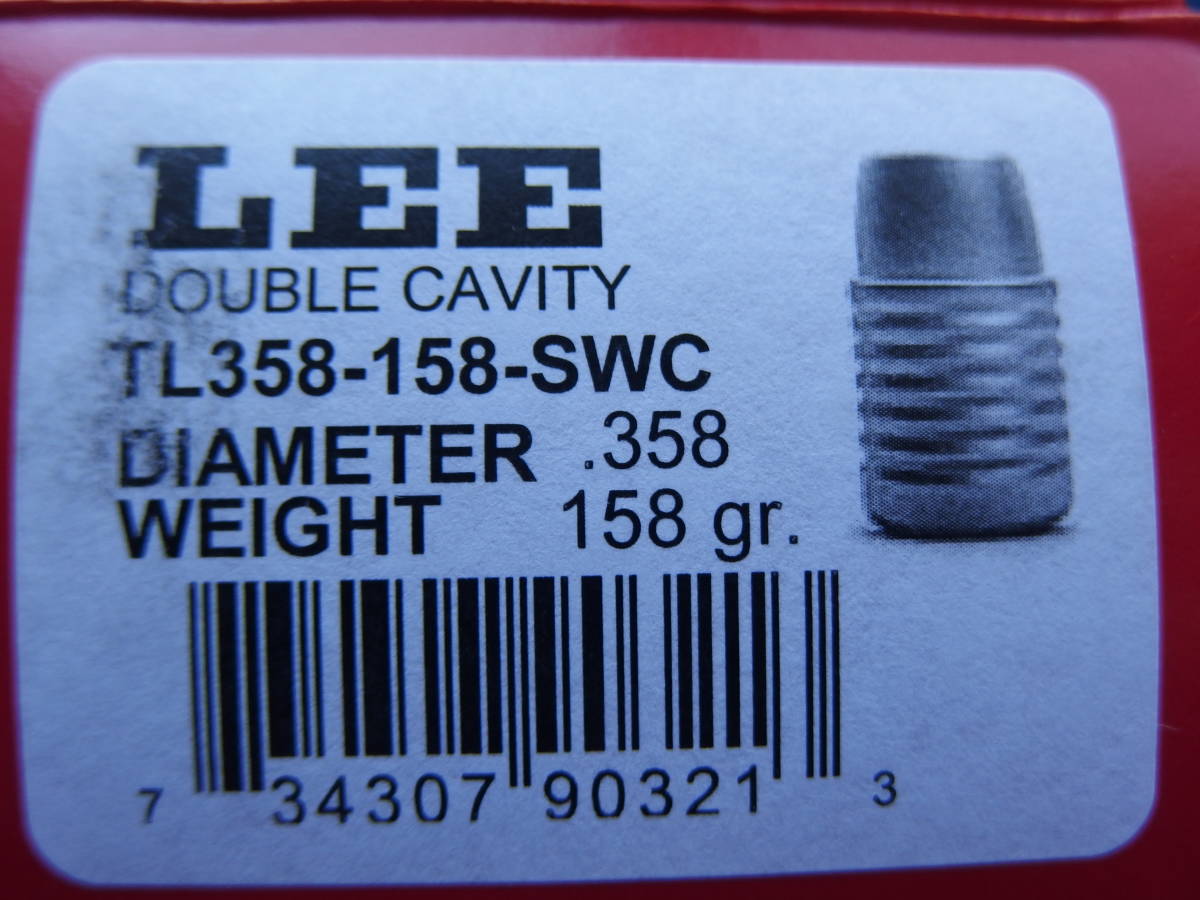 LEE
DOUBLE CAVITY
TL358-158-SWC
DIAMETER .358
WEIGHT 158 gr.
7 34307 90321 3